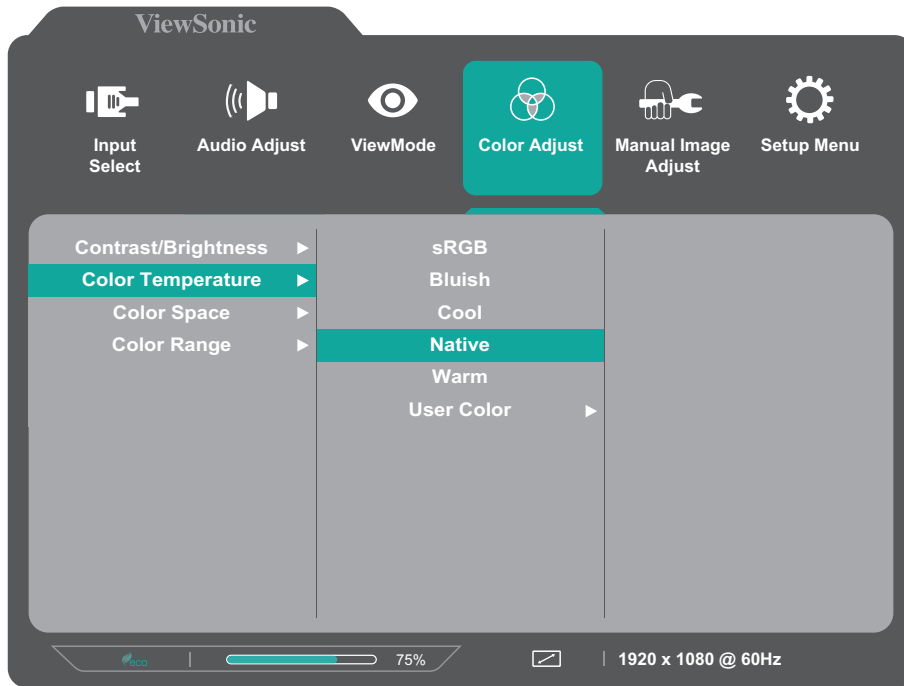 ViewSonic
Input
Select
Audio Adjust
ViewMode
Color Adjust
Manual Image
Adjust
Setup Menu
Contrast/Brightness
Color Temperature
Color Space
Color Range
sRGB
Bluish
Cool
Native
Warm
User Color
eco
75%
1920 x 1080 @ 60Hz